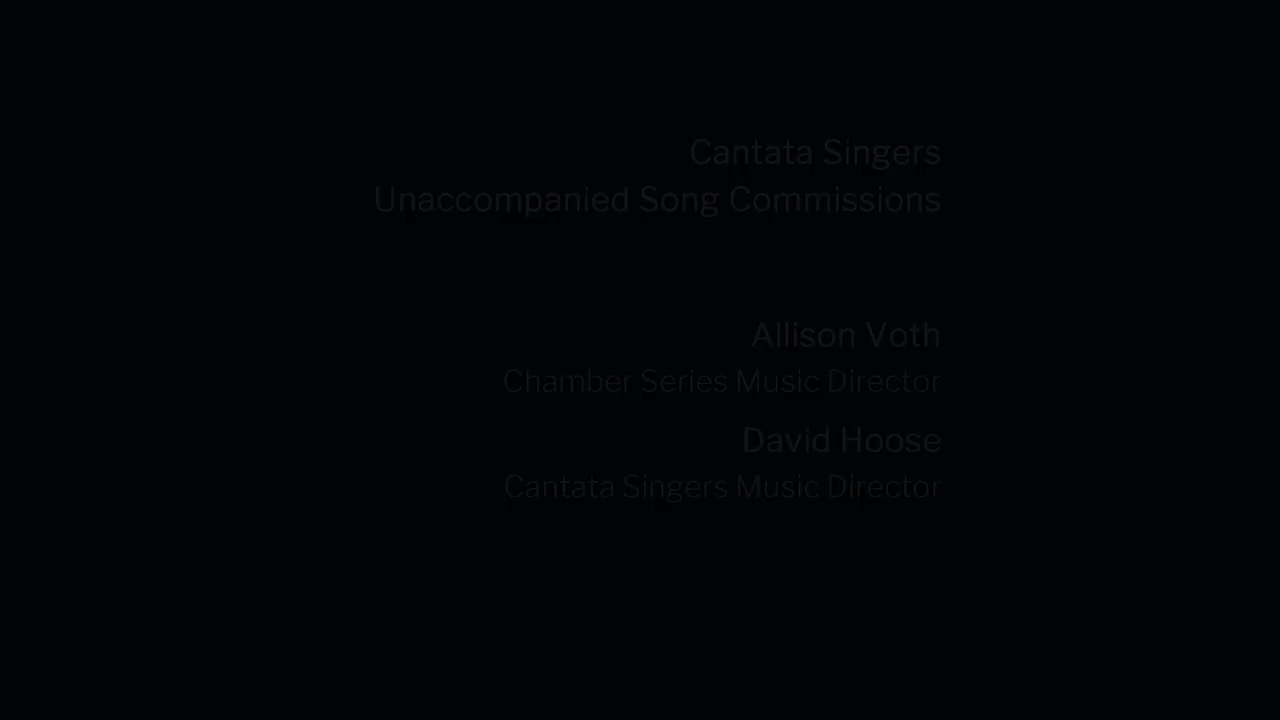 Cantata Singers
Unaccompanied Song Commissions
Allison Voth
Chamber Series Music Director
David Hoose
Cantata Singers Music Director